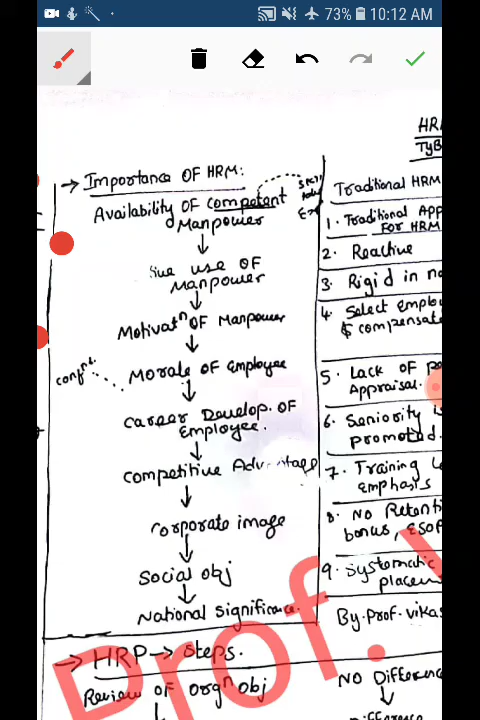 73% 10:12 AM
→ Importance OF HRM:
Availability OF competent
Manpower
↓
use OF
Manpower
↓
Motivatⁿ OF Manpower
↓
Morale OF Employee
↓
Career Develop. OF
Employee.
↓
Competitive Advantage
↓
Corporate image
↓
Social obj
↓
National Significance.
→ HRP → Steps.
Review OF orgⁿ obj
↓
HR
TyB
Traditional HRM
1. Traditional App
FOR HRM
2. Reactive
3. Rigid in
4. Select Emplo
& compensate
5. Lack OF
Appraisal.
6. Seniority
promoted.
7. Training
emphasis
8. No Retenti
bonus, ESOP
9. Systematic
placem
By. Prof. vikas
No Difference
↓
Prof. v